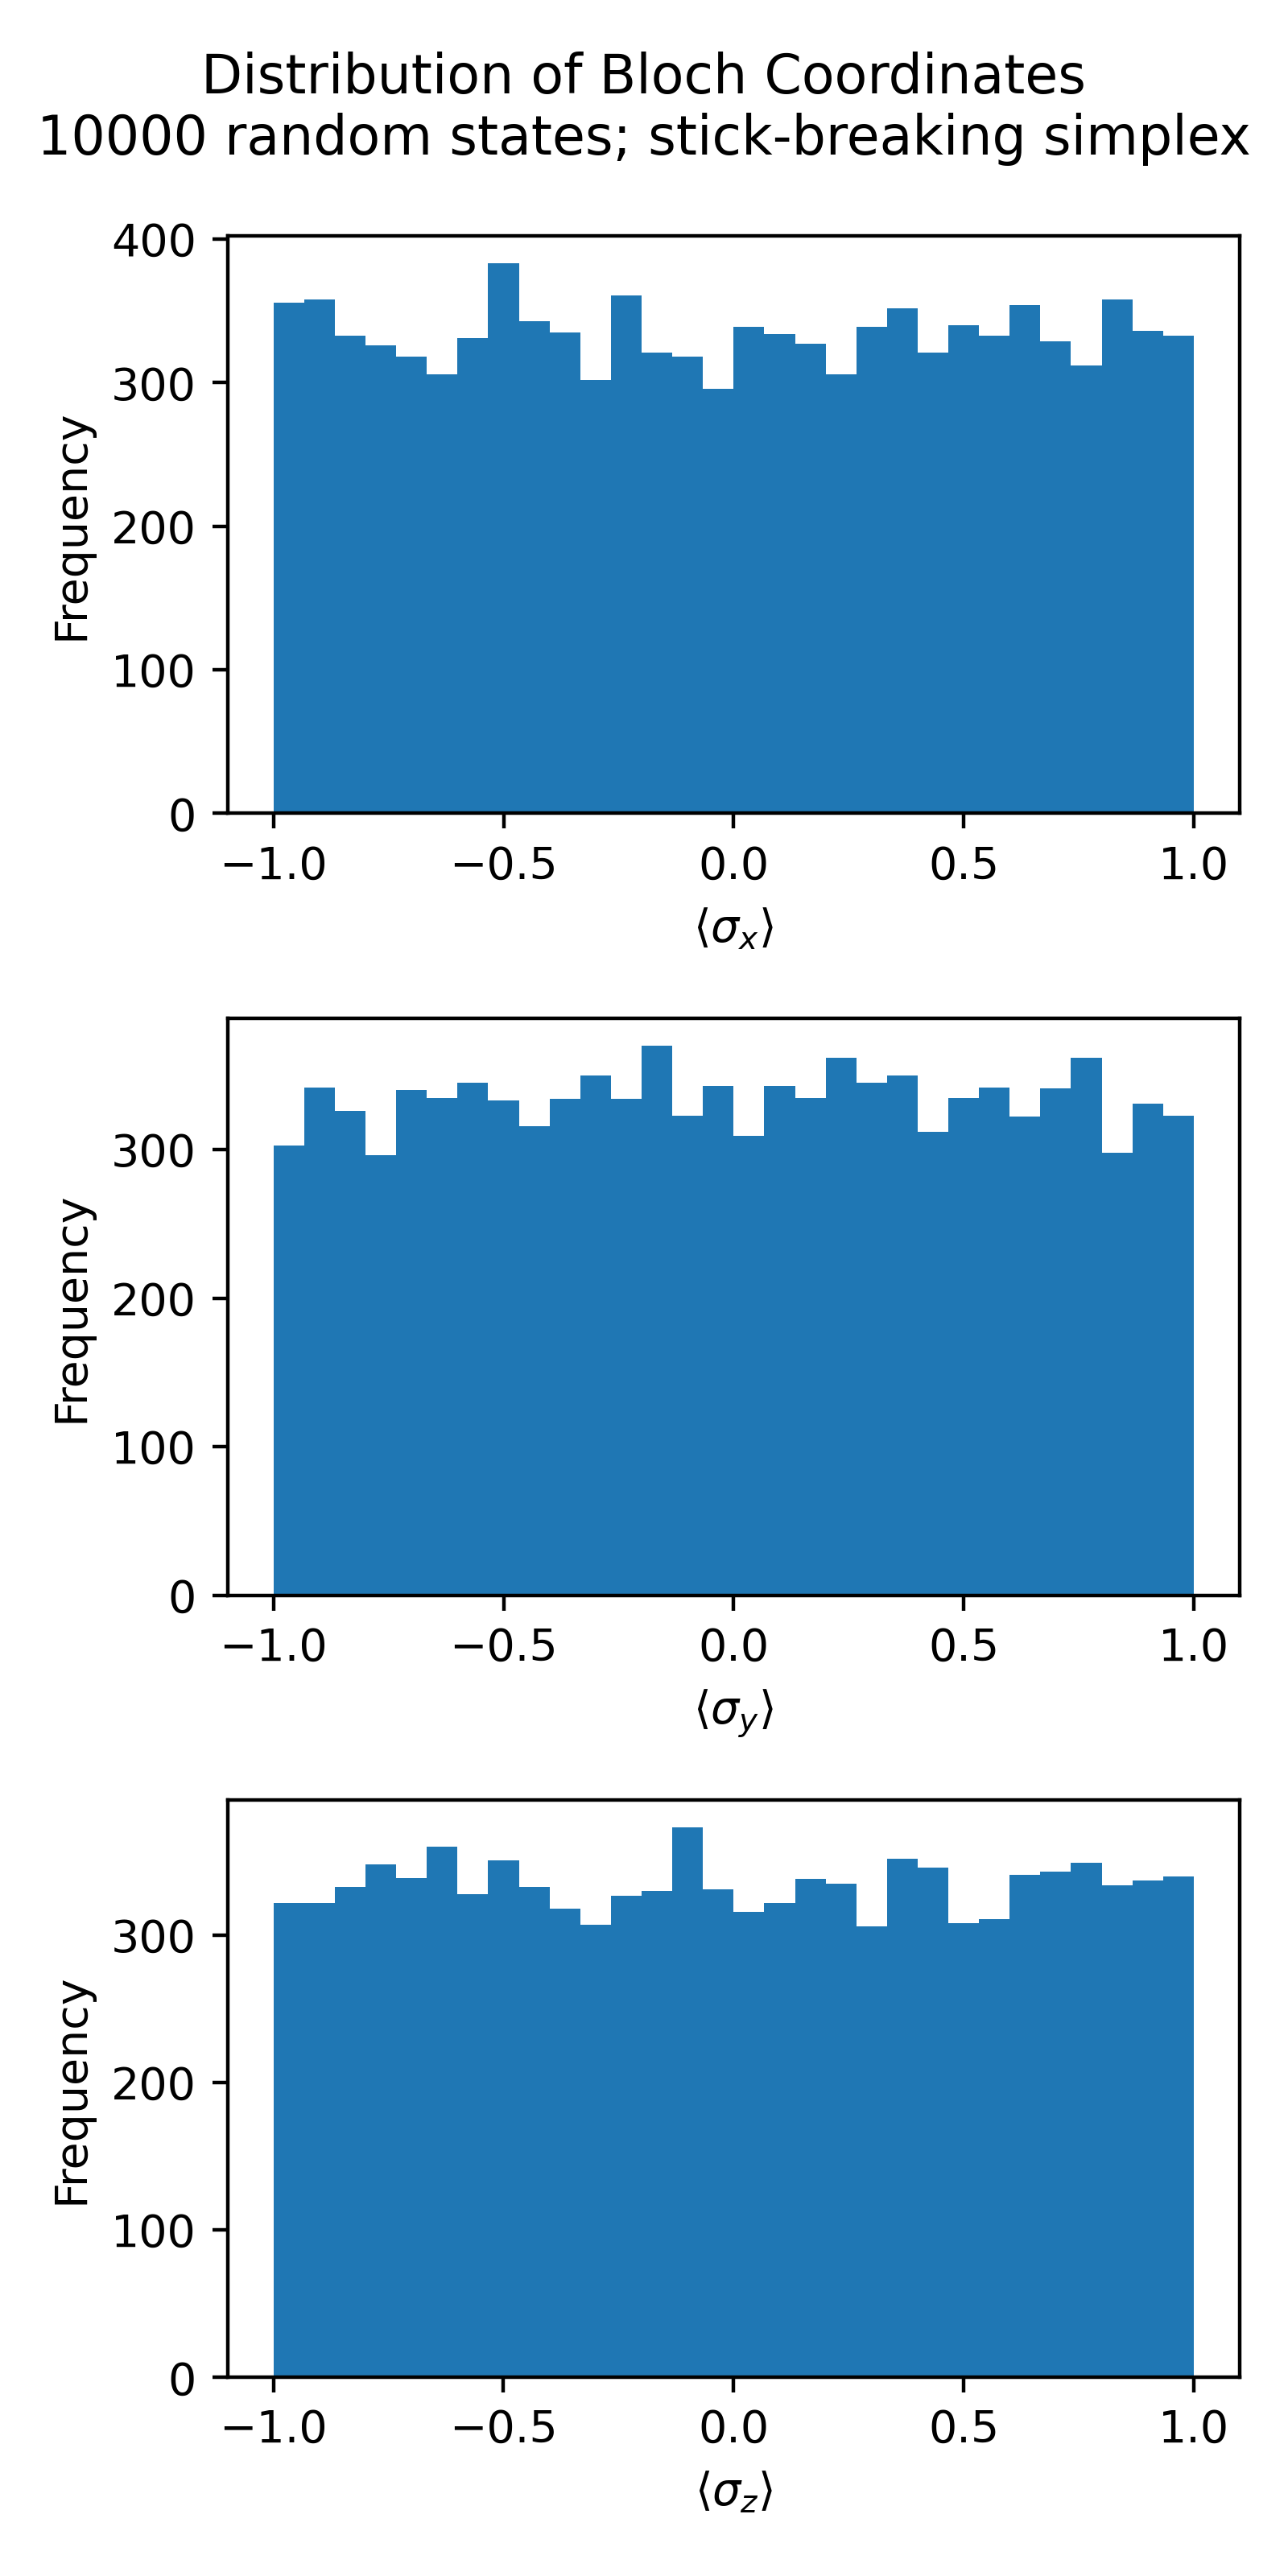 Distribution of Bloch Coordinates
10000 random states; stick-breaking simplex
400
300
200
100
0
Frequency
−1.0 −0.5 0.0 0.5 1.0
⟨σx⟩
300
200
100
0
Frequency
−1.0 −0.5 0.0 0.5 1.0
⟨σy⟩
300
200
100
0
Frequency
−1.0 −0.5 0.0 0.5 1.0
⟨σz⟩